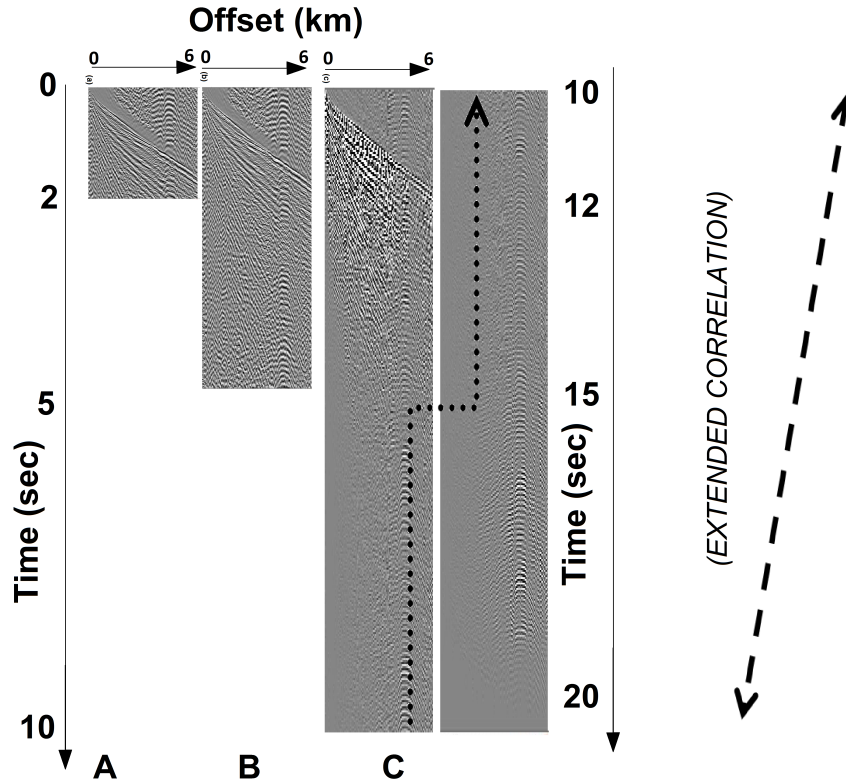 Offset (km)
0 6 0 6 0 6
(a) (b) (c)
0
2
5
10
Time (sec)
10
12
15
20
Time (sec)
(EXTENDED CORRELATION)
A B C